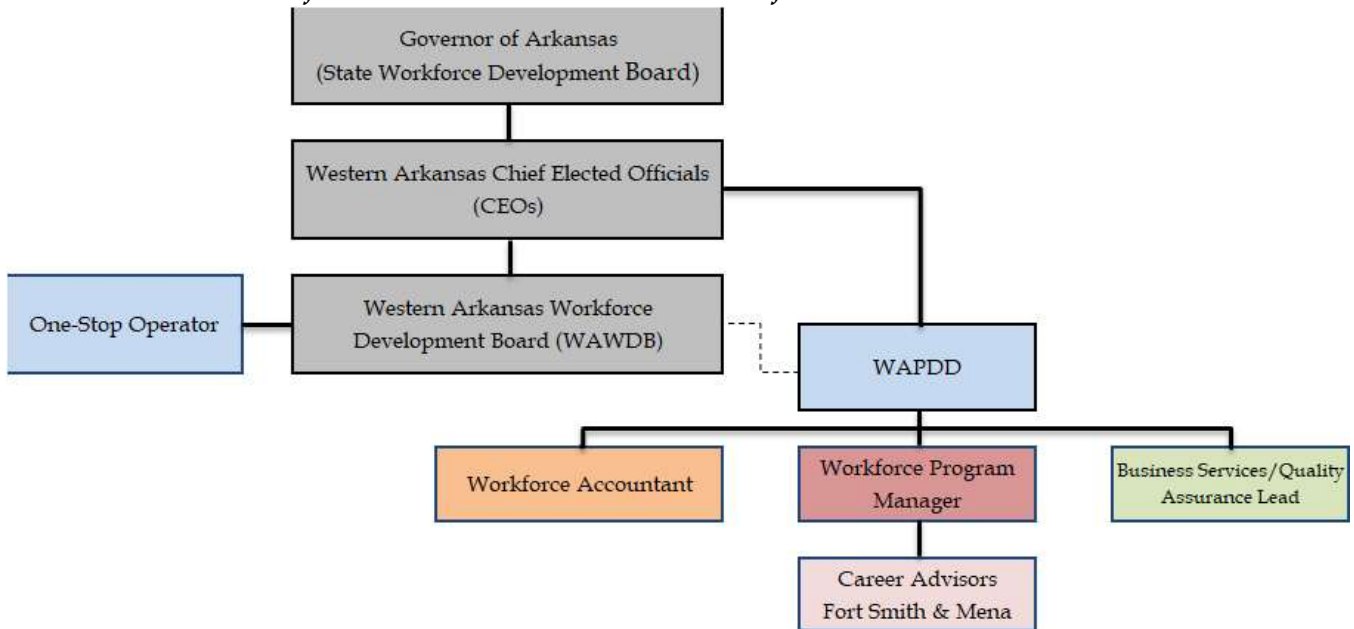 Governor of Arkansas
(State Workforce Development Board)
Western Arkansas Chief Elected Officials
(CEOs)
One-Stop Operator
Western Arkansas Workforce
Development Board (WAWDB)
WAPDD
Workforce Accountant
Workforce Program
Manager
Business Services/Quality
Assurance Lead
Career Advisors
Fort Smith & Mena